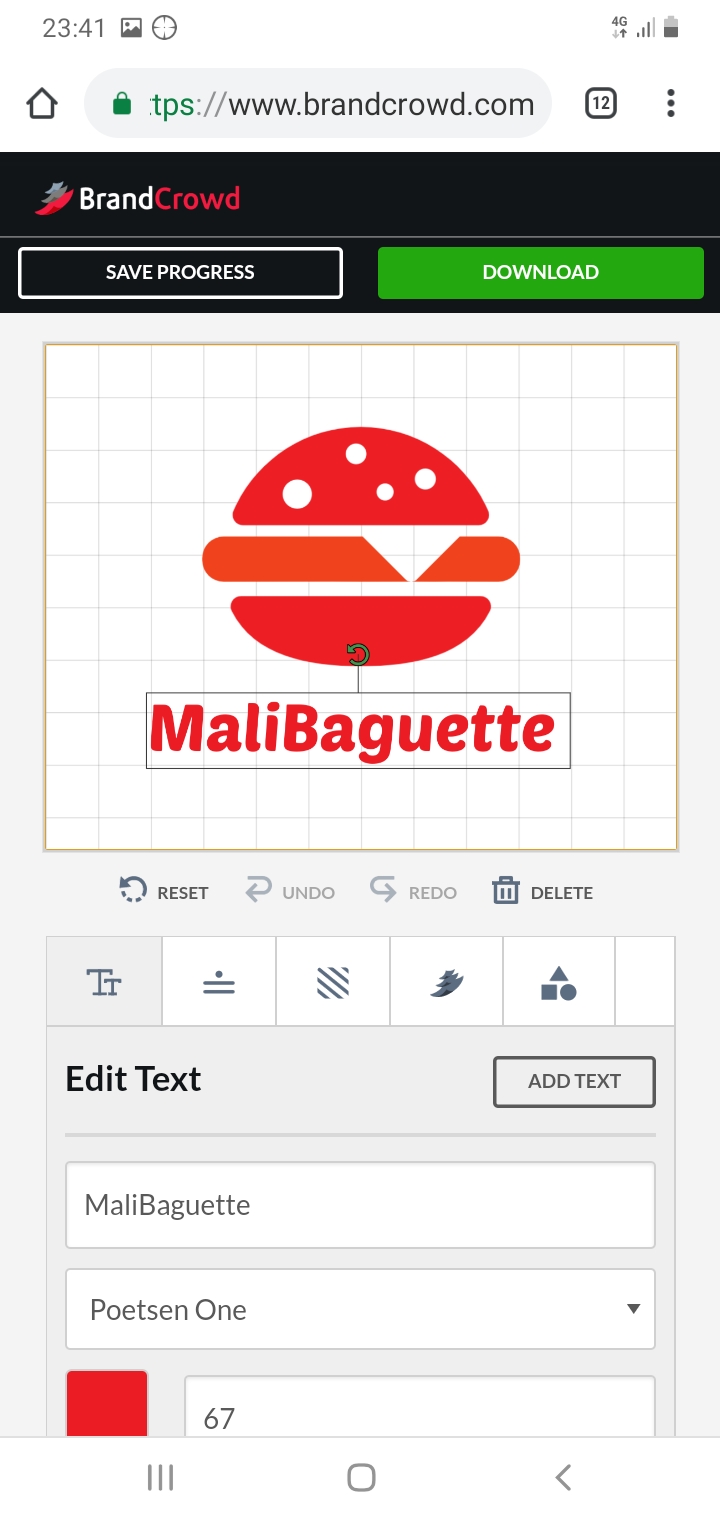 23:41
4G
tps://www.brandcrowd.com
12
BrandCrowd
SAVE PROGRESS
DOWNLOAD
MaliBaguette
RESET
UNDO
REDO
DELETE
Edit Text
ADD TEXT
MaliBaguette
Poetsen One
67